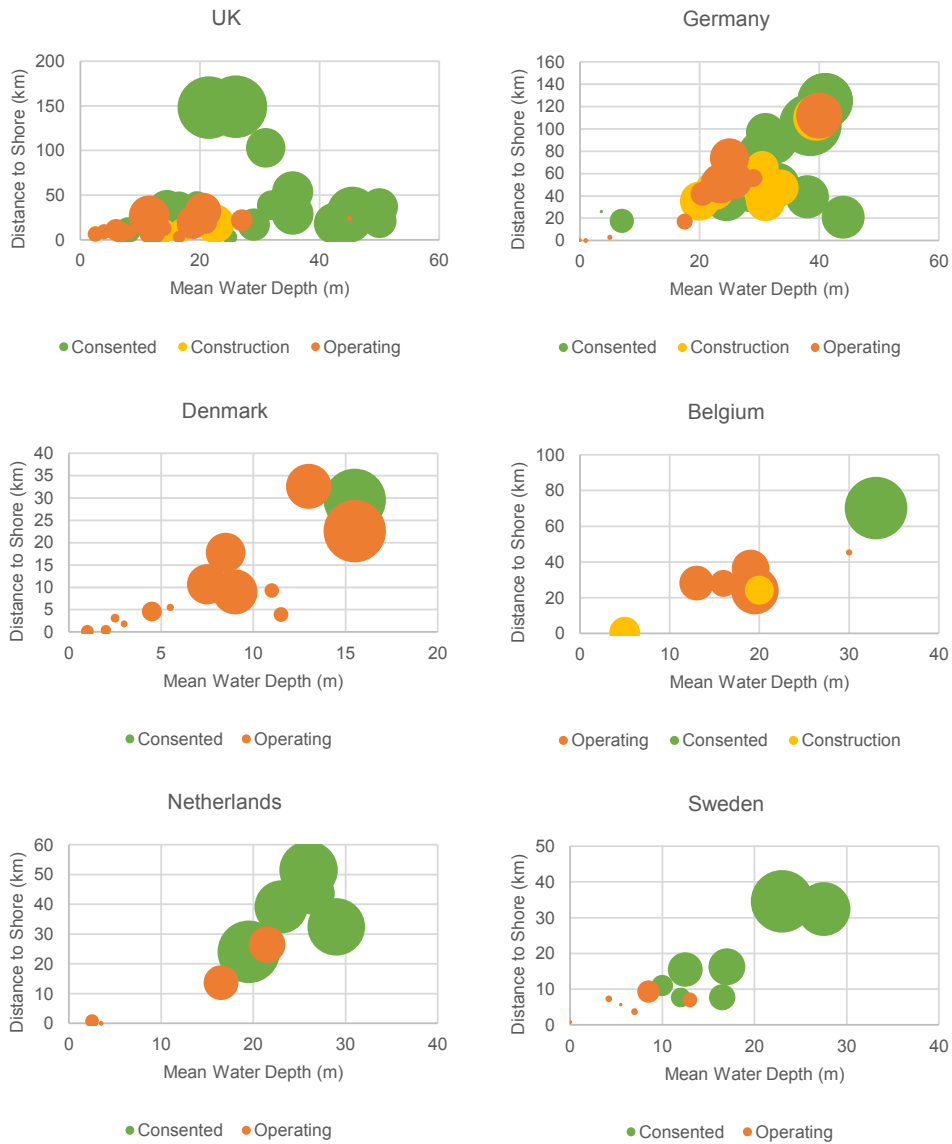 UK
Distance to Shore (km)
200
150
100
50
0
0 20 40 60
Mean Water Depth (m)
Consented Construction Operating
Germany
Distance to Shore (km)
160
140
120
100
80
60
40
20
0
0 20 40 60
Mean Water Depth (m)
Consented Construction Operating
Denmark
Distance to Shore (km)
40
35
30
25
20
15
10
5
0
0 5 10 15 20
Mean Water Depth (m)
Consented Operating
Belgium
Distance to Shore (km)
100
80
60
40
20
0
0 10 20 30 40
Mean Water Depth (m)
Operating Consented Construction
Netherlands
Distance to Shore (km)
60
50
40
30
20
10
0
0 10 20 30 40
Mean Water Depth (m)
Consented Operating
Sweden
Distance to Shore (km)
50
40
30
20
10
0
0 10 20 30 40
Mean Water Depth (m)
Consented Operating